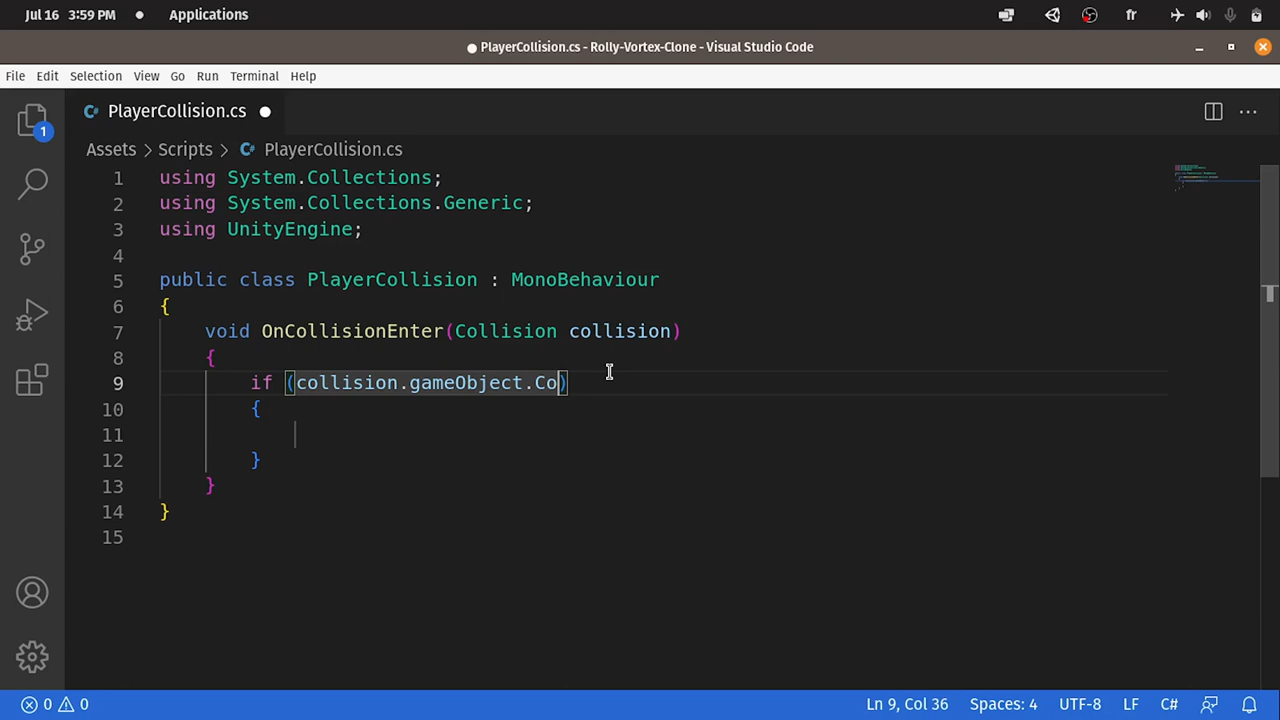 Jul 16 3:59 PM ● Applications fr
● PlayerCollision.cs - Rolly-Vortex-Clone - Visual Studio Code
File Edit Selection View Go Run Terminal Help
1
PlayerCollision.cs ●
Assets > Scripts > PlayerCollision.cs
1 using System.Collections;
2 using System.Collections.Generic;
3 using UnityEngine;
4
5 public class PlayerCollision : MonoBehaviour
6 {
7 void OnCollisionEnter(Collision collision)
8 {
9 if (collision.gameObject.Co)
10 {
11
12 }
13 }
14 }
15
0 0 Ln 9, Col 36 Spaces: 4 UTF-8 LF C#